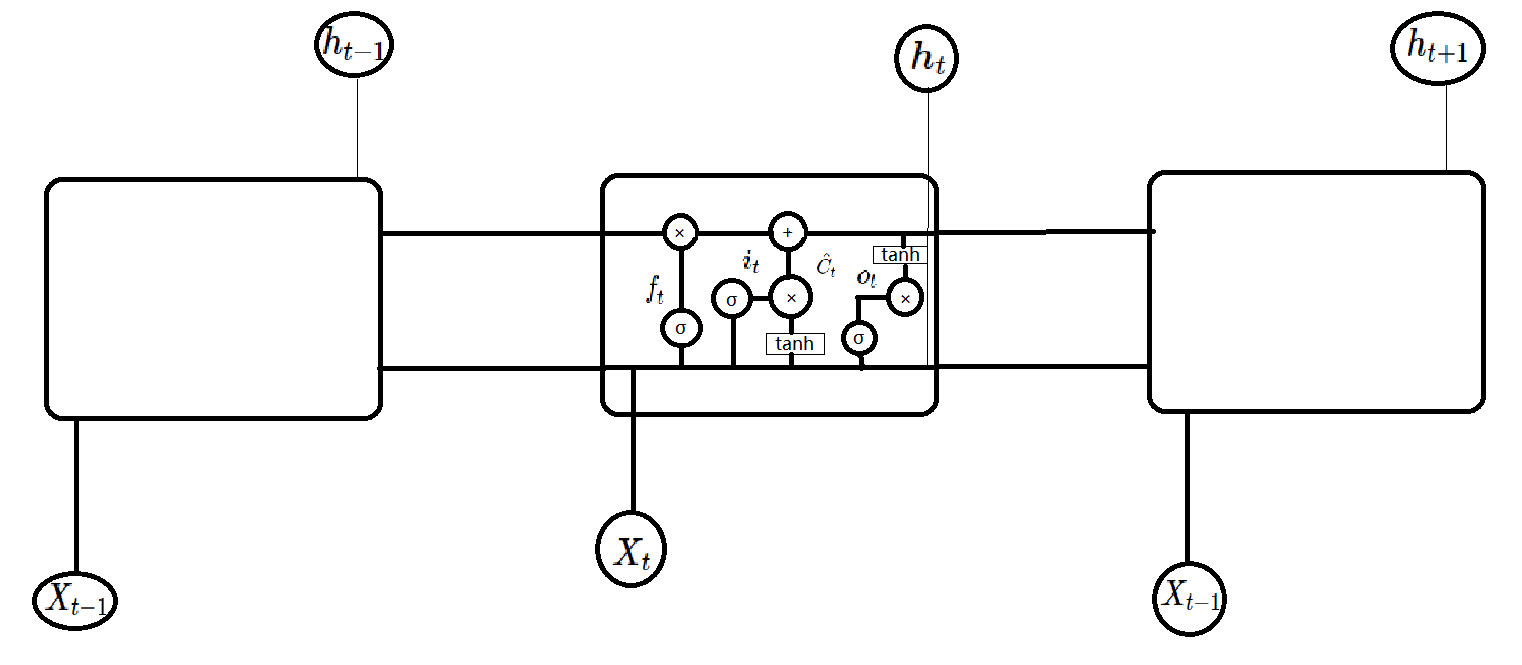 h_{t-1}
h_t
h_{t+1}
×
+
tanh
i_t
Ĉ_t
o_t
f_t
σ
×
×
σ
σ
tanh
X_t
X_{t-1}
X_{t-1}